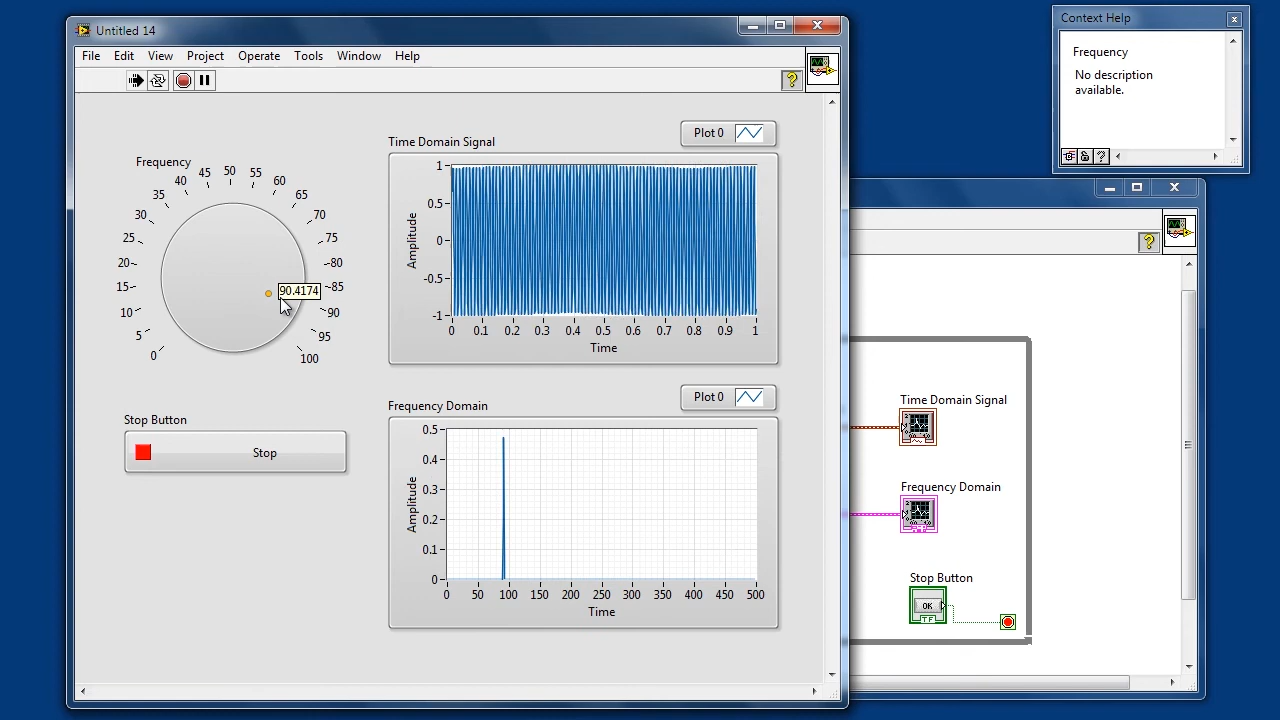 Untitled 14
File Edit View Project Operate Tools Window Help
Frequency
0
5
10
15
20
25
30
35
40
45
50
55
60
65
70
75
80
85
90
95
100
90.4174
Stop Button
Stop
Time Domain Signal
Plot 0
Amplitude
1
0.5
0
-0.5
-1
0 0.1 0.2 0.3 0.4 0.5 0.6 0.7 0.8 0.9 1
Time
Frequency Domain
Plot 0
Amplitude
0.5
0.4
0.3
0.2
0.1
0
0 50 100 150 200 250 300 350 400 450 500
Time
Context Help
Frequency
No description
available.
Time Domain Signal
Frequency Domain
Stop Button
OK
TF